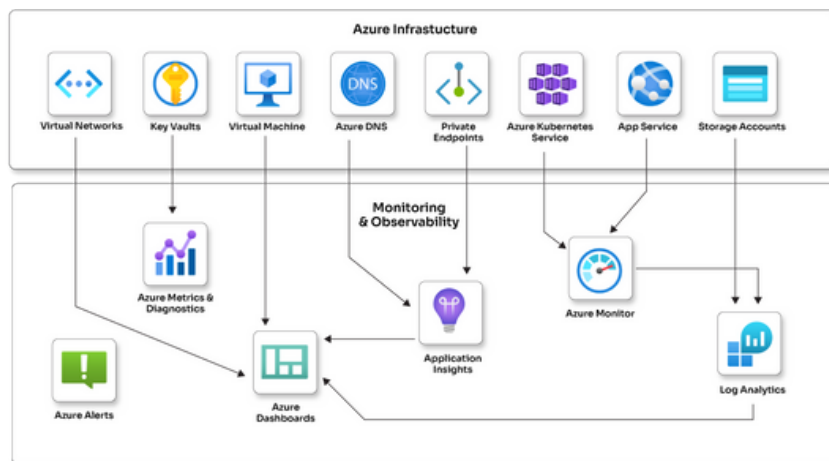 Azure Infrastucture
DNS
Virtual Networks
Key Vaults
Virtual Machine
Azure DNS
Private
Endpoints
Azure Kubernetes
Service
App Service
Storage Accounts
Monitoring
& Observability
Azure Metrics &
Diagnostics
Azure Monitor
Application
Insights
Log Analytics
Azure Alerts
Azure
Dashboards